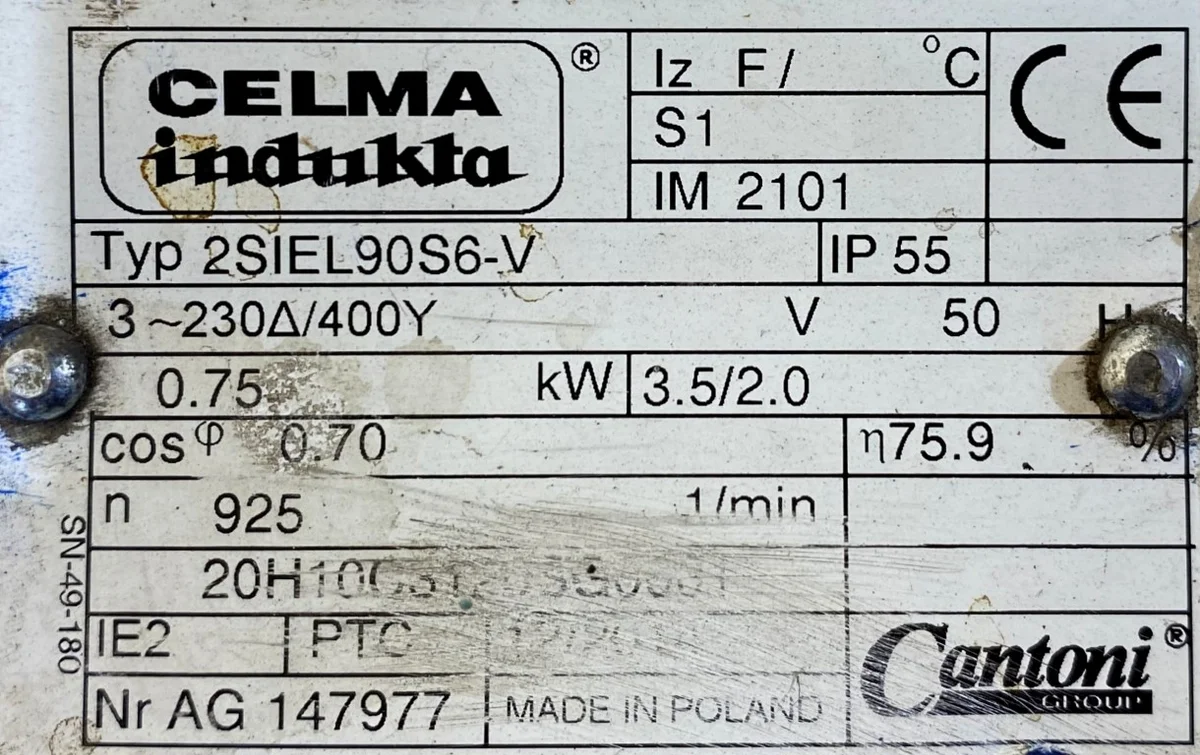 CELMA ®
indukta
Iz F/ °C
CE
S1
IM 2101
Typ 2SIEL90S6-V IP 55
3~230Δ/400Y V 50
0.75 kW 3.5/2.0
cos φ 0.70 η75.9 %
n 925 1/min
IE2 PTC
Nr AG 147977 MADE IN POLAND
Cantoni ®
GROUP
SN-49-180